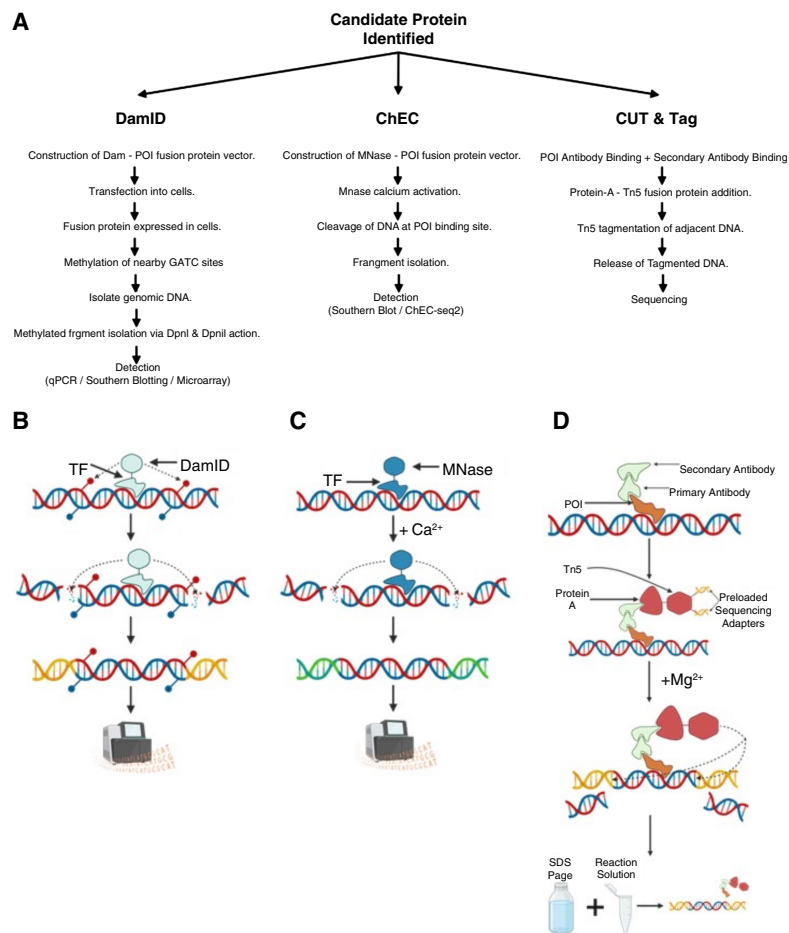 A
Candidate Protein
Identified
DamID
Construction of Dam - POI fusion protein vector.
Transfection into cells.
Fusion protein expressed in cells.
Methylation of nearby GATC sites
Isolate genomic DNA.
Methylated frgment isolation via DpnI & DpnII action.
Detection
(qPCR / Southern Blotting / Microarray)
ChEC
Construction of MNase - POI fusion protein vector.
Mnase calcium activation.
Cleavage of DNA at POI binding site.
Frangment isolation.
Detection
(Southern Blot / ChEC-seq2)
CUT & Tag
POI Antibody Binding + Secondary Antibody Binding
Protein-A - Tn5 fusion protein addition.
Tn5 tagmentation of adjacent DNA.
Release of Tagmented DNA.
Sequencing
B
TF
DamID
C
TF
MNase
+ Ca²⁺
D
Secondary Antibody
Primary Antibody
POI
Tn5
Protein
A
Preloaded
Sequencing
Adapters
+Mg²⁺
SDS
Page
+
Reaction
Solution